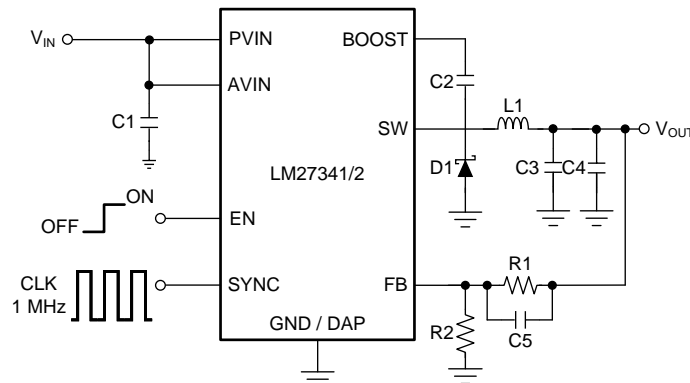 V_IN
PVIN
BOOST
AVIN
C2
C1
SW
L1
V_OUT
D1
C3
C4
LM27341/2
ON
OFF
EN
CLK
1 MHz
SYNC
FB
R1
R2
C5
GND / DAP